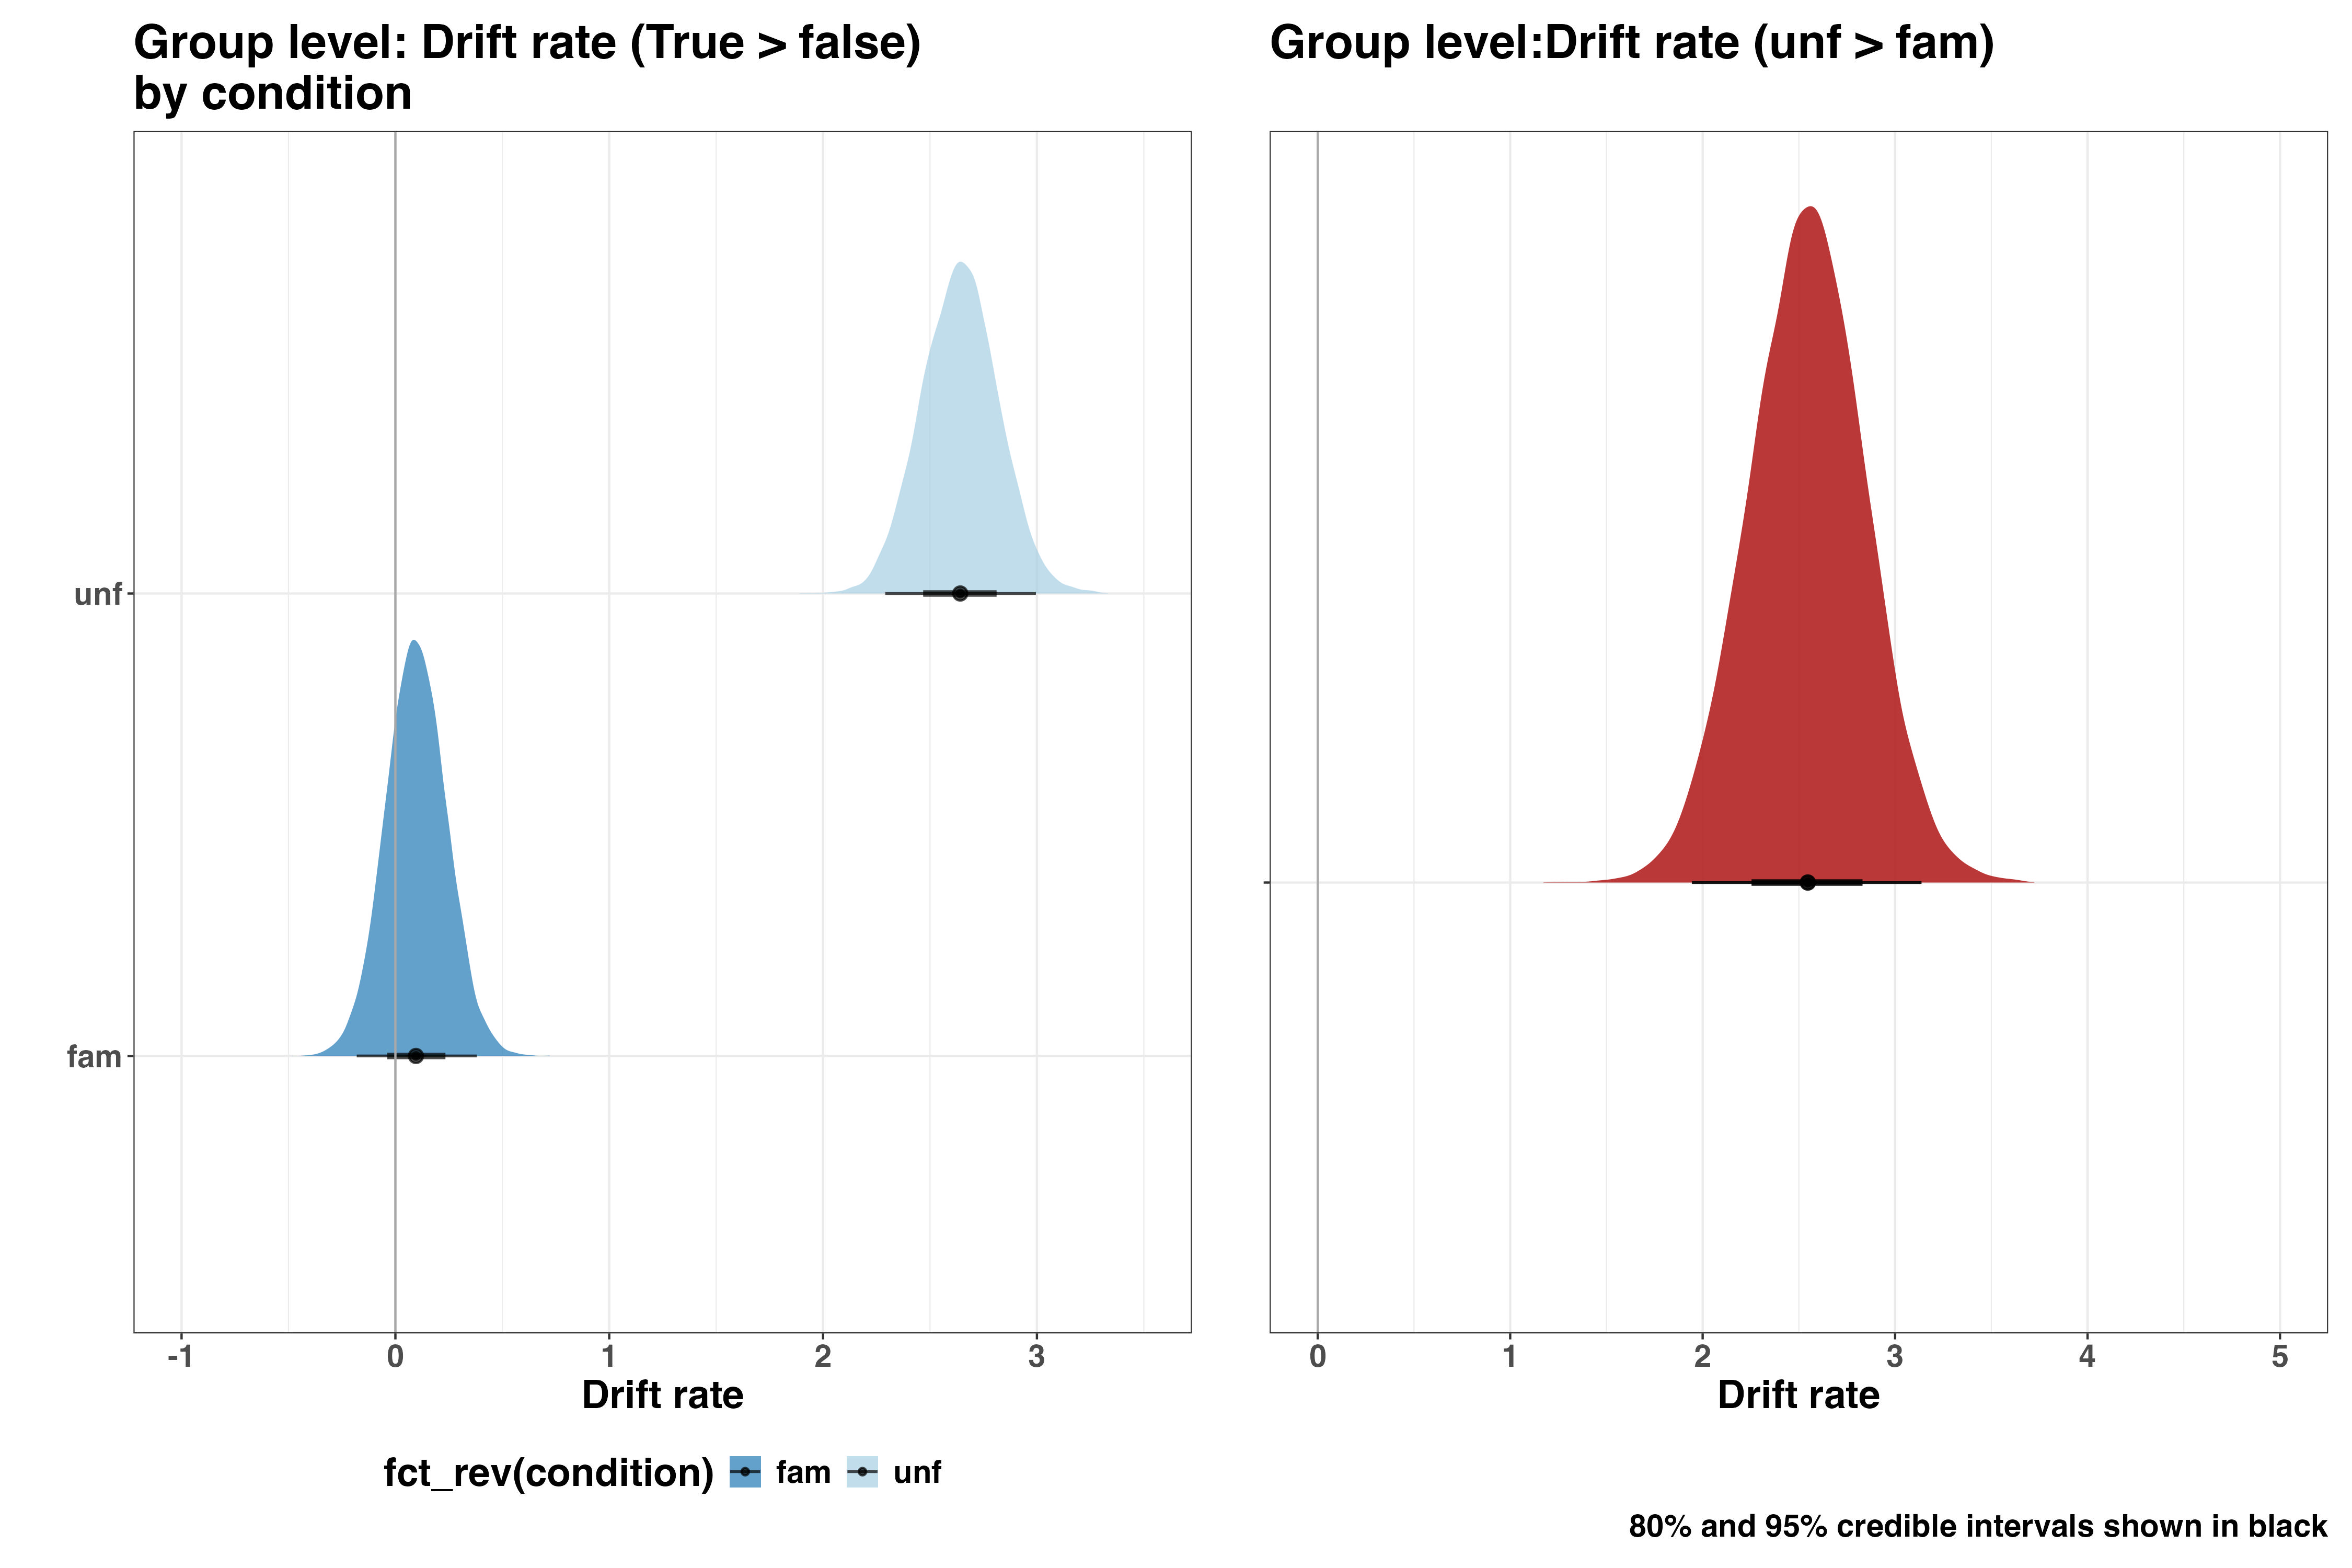 Group level: Drift rate (True > false)
by condition
unf
fam
-1 0 1 2 3
Drift rate
fct_rev(condition) fam unf
Group level:Drift rate (unf > fam)
0 1 2 3 4 5
Drift rate
80% and 95% credible intervals shown in black